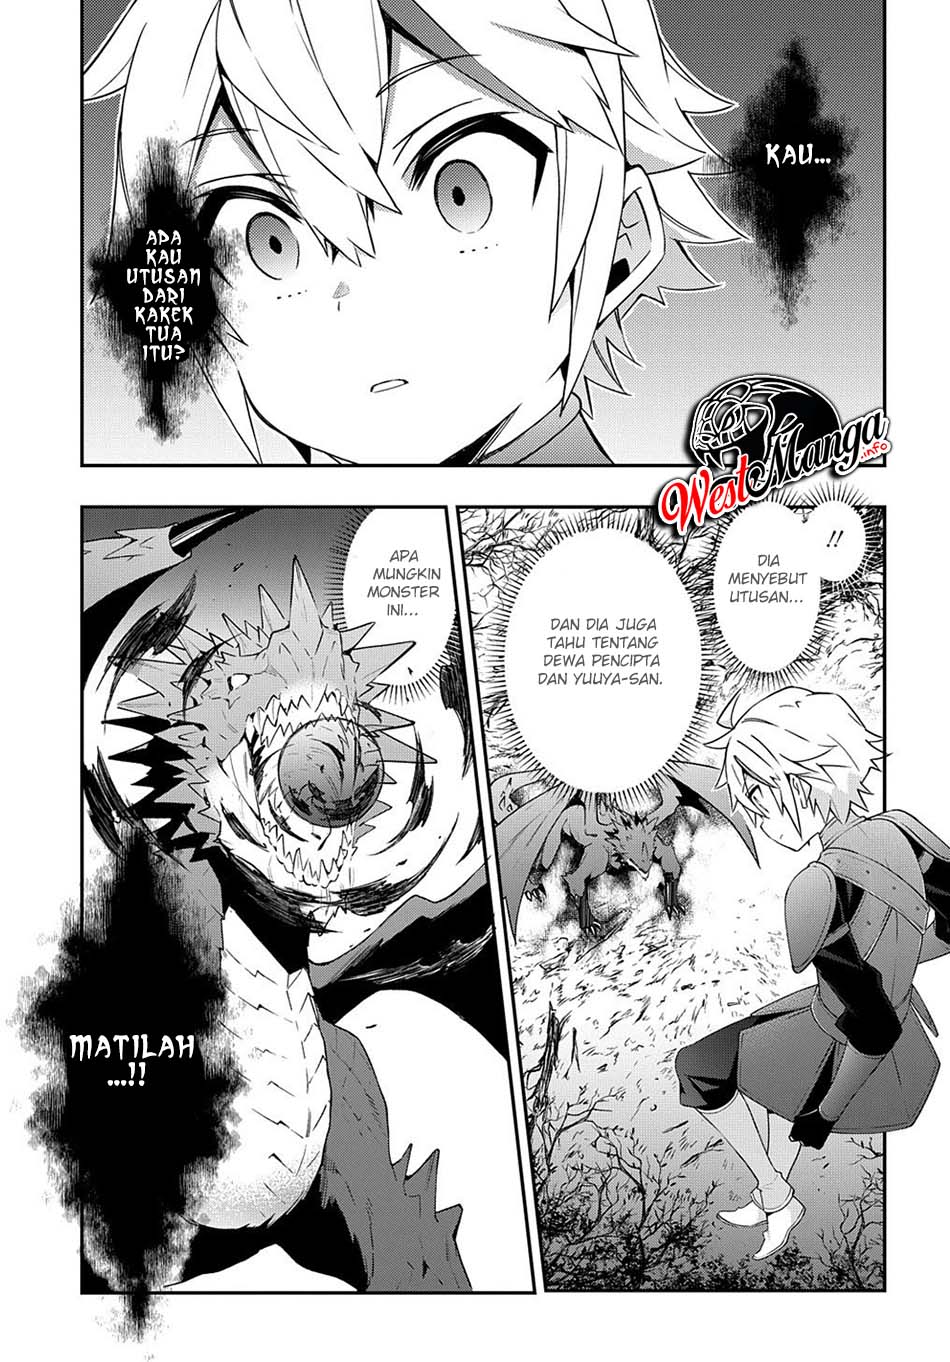 KAU...
APA
KAU
UTUSAN
DARI
KAKEK
TUA
ITU?
WestManga
.info
!!
DIA
MENYEBUT
UTUSAN...
DAN DIA JUGA
TAHU TENTANG
DEWA PENCIPTA
DAN YUUYA-SAN.
APA
MUNGKIN
MONSTER
INI...
MATILAH
...!!